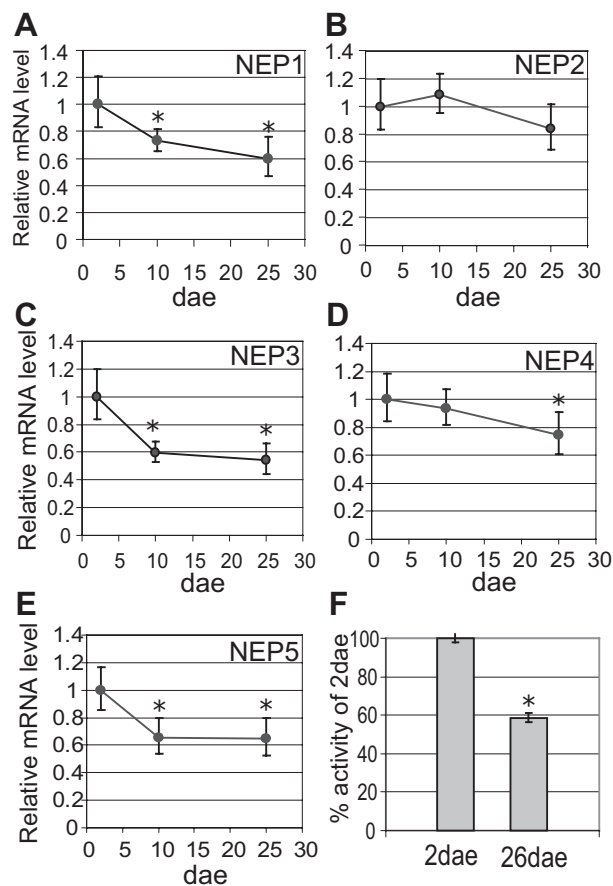 A
NEP1
Relative mRNA level
1.4
1.2
1
0.8
0.6
0.4
0.2
0
*
*
0 5 10 15 20 25 30
dae
B
NEP2
1.4
1.2
1
0.8
0.6
0.4
0.2
0
0 5 10 15 20 25 30
dae
C
NEP3
Relative mRNA level
1.4
1.2
1
0.8
0.6
0.4
0.2
0
*
*
0 5 10 15 20 25 30
dae
D
NEP4
1.4
1.2
1
0.8
0.6
0.4
0.2
0
*
0 5 10 15 20 25 30
dae
E
NEP5
Relative mRNA level
1.4
1.2
1
0.8
0.6
0.4
0.2
0
*
*
0 5 10 15 20 25 30
dae
F
% activity of 2dae
100
80
60
40
20
0
*
2dae 26dae